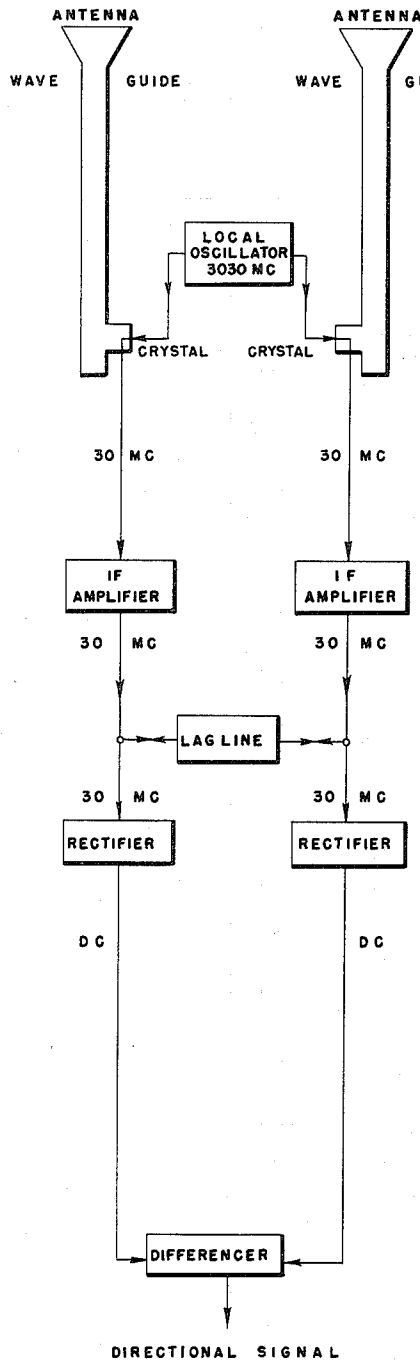 ANTENNA ANTENNA
WAVE GUIDE WAVE GU
LOCAL
OSCILLATOR
3030 MC
CRYSTAL CRYSTAL
30 MC 30 MC
IF
AMPLIFIER
IF
AMPLIFIER
30 MC 30 MC
LAG LINE
30 MC 30 MC
RECTIFIER RECTIFIER
DC DC
DIFFERENCER
DIRECTIONAL SIGNAL